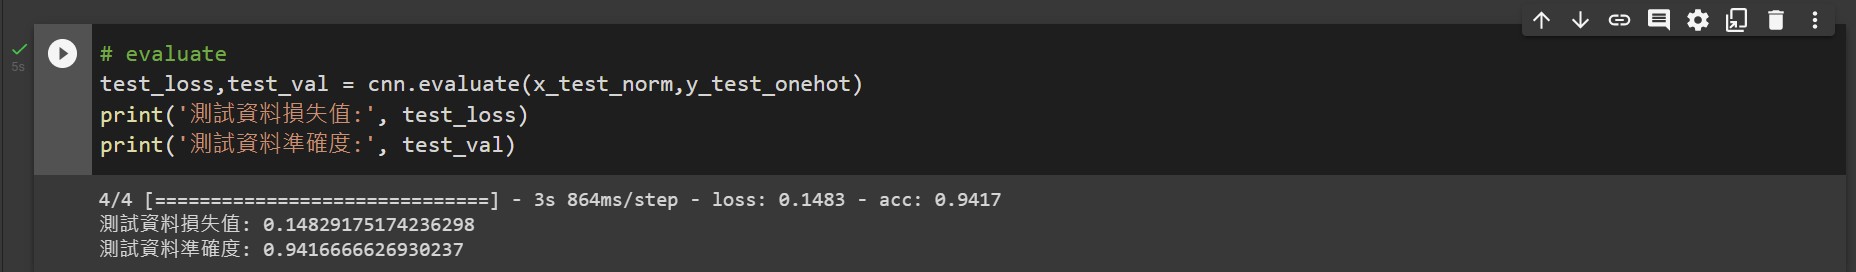 # evaluate
5s
test_loss,test_val = cnn.evaluate(x_test_norm,y_test_onehot)
print('測試資料損失值:', test_loss)
print('測試資料準確度:', test_val)
4/4 [==============================] - 3s 864ms/step - loss: 0.1483 - acc: 0.9417
測試資料損失值: 0.14829175174236298
測試資料準確度: 0.9416666626930237